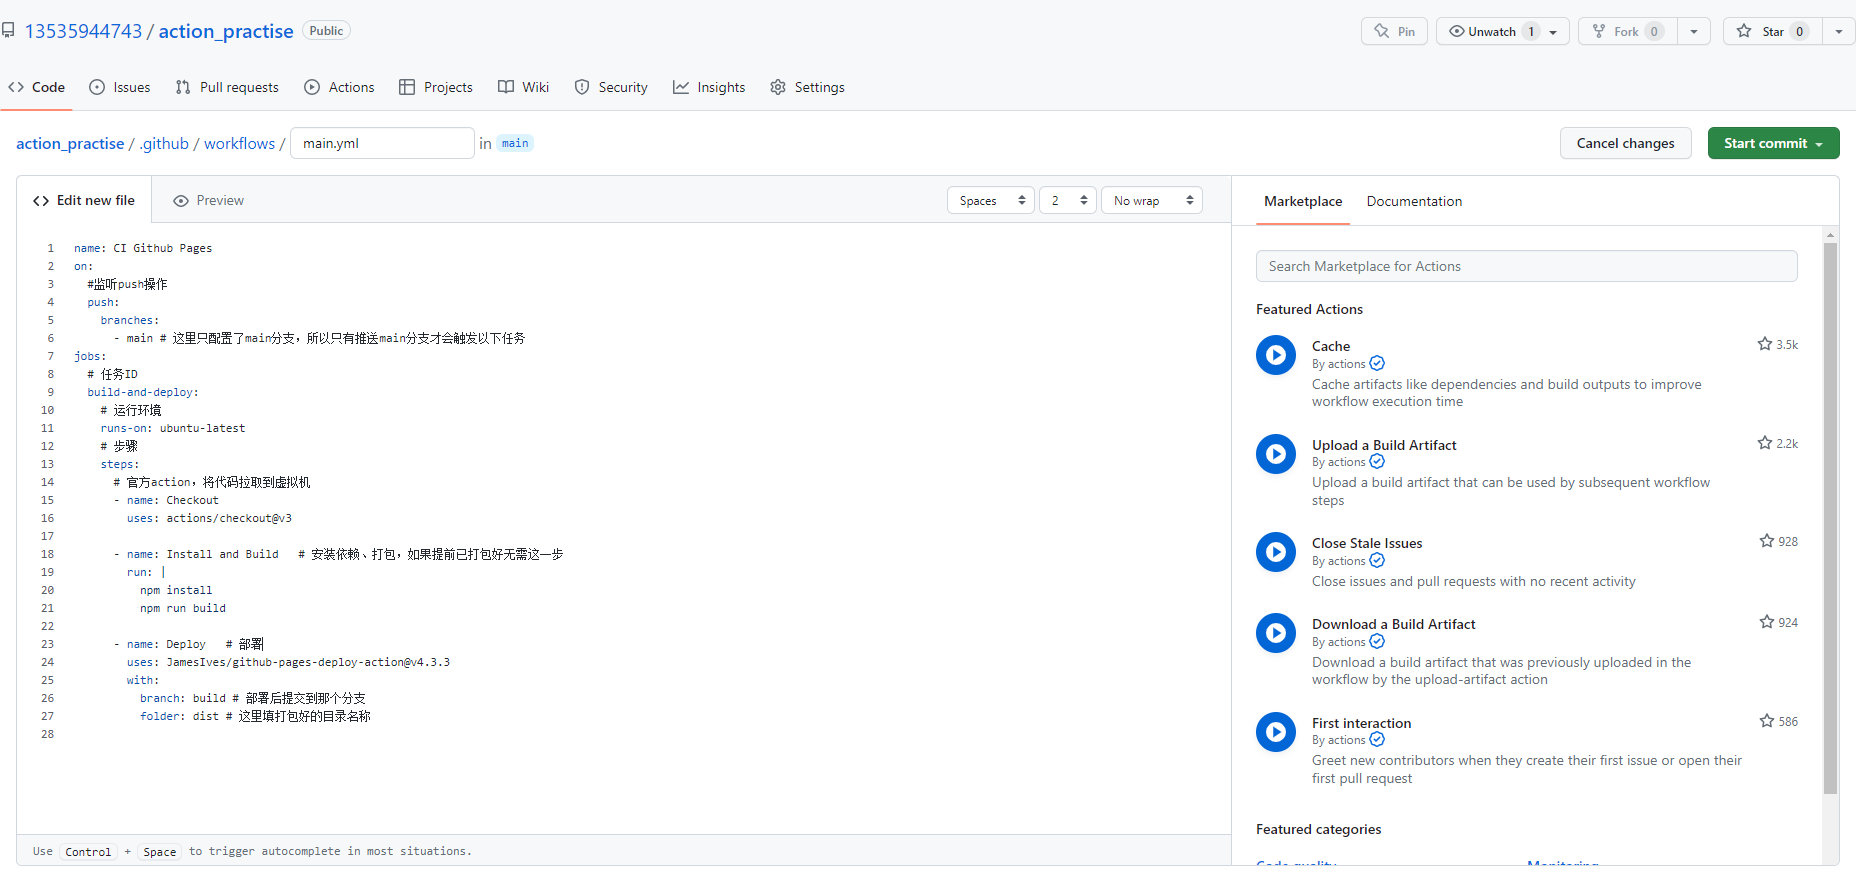 13535944743 / action_practise Public
Pin
Unwatch 1
Fork 0
Star 0
Code
Issues
Pull requests
Actions
Projects
Wiki
Security
Insights
Settings
action_practise / .github / workflows / main.yml in main
Cancel changes
Start commit
Edit new file
Preview
Spaces
2
No wrap
1 name: CI Github Pages
2 on:
3 #监听push操作
4 push:
5 branches:
6 - main # 这里只配置了main分支，所以只有推送main分支才会触发以下任务
7 jobs:
8 # 任务ID
9 build-and-deploy:
10 # 运行环境
11 runs-on: ubuntu-latest
12 # 步骤
13 steps:
14 # 官方action，将代码拉取到虚拟机
15 - name: Checkout
16 uses: actions/checkout@v3
17
18 - name: Install and Build # 安装依赖、打包，如果提前已打包好无需这一步
19 run: |
20 npm install
21 npm run build
22
23 - name: Deploy # 部署
24 uses: JamesIves/github-pages-deploy-action@v4.3.3
25 with:
26 branch: build # 部署后提交到那个分支
27 folder: dist # 这里填打包好的目录名称
28
Use Control + Space to trigger autocomplete in most situations.
Marketplace
Documentation
Search Marketplace for Actions
Featured Actions
Cache
3.5k
By actions
Cache artifacts like dependencies and build outputs to improve
workflow execution time
Upload a Build Artifact
2.2k
By actions
Upload a build artifact that can be used by subsequent workflow
steps
Close Stale Issues
928
By actions
Close issues and pull requests with no recent activity
Download a Build Artifact
924
By actions
Download a build artifact that was previously uploaded in the
workflow by the upload-artifact action
First interaction
586
By actions
Greet new contributors when they create their first issue or open their
first pull request
Featured categories
Code quality
Monitoring